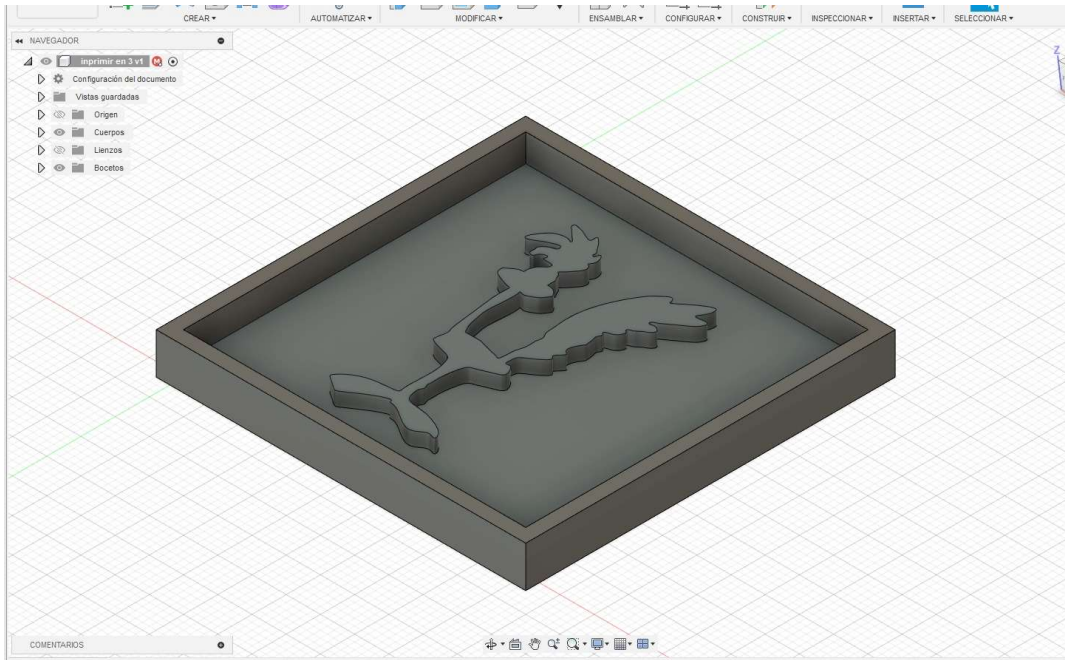 CREAR AUTOMATIZAR MODIFICAR ENSAMBLAR CONFIGURAR CONSTRUIR INSPECCIONAR INSERTAR SELECCIONAR
NAVEGADOR
inprimir en 3 v1
Configuración del documento
Vistas guardadas
Origen
Cuerpos
Lienzos
Bocetos
Z
COMENTARIOS